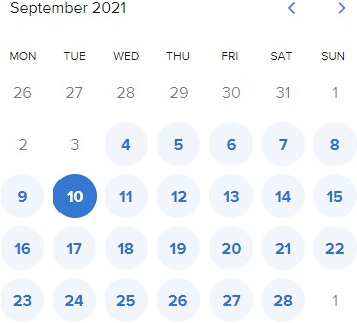 September 2021
MON TUE WED THU FRI SAT SUN
26 27 28 29 30 31 1
2 3 4 5 6 7 8
9 10 11 12 13 14 15
16 17 18 19 20 21 22
23 24 25 26 27 28 1